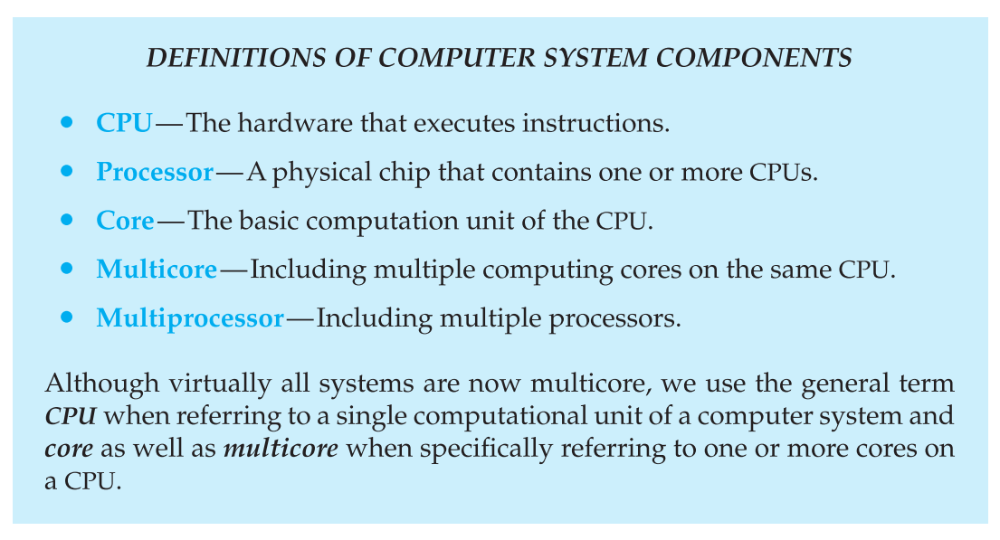 DEFINITIONS OF COMPUTER SYSTEM COMPONENTS
• CPU—The hardware that executes instructions.
• Processor—A physical chip that contains one or more CPUs.
• Core—The basic computation unit of the CPU.
• Multicore—Including multiple computing cores on the same CPU.
• Multiprocessor—Including multiple processors.
Although virtually all systems are now multicore, we use the general term
CPU when referring to a single computational unit of a computer system and
core as well as multicore when specifically referring to one or more cores on
a CPU.